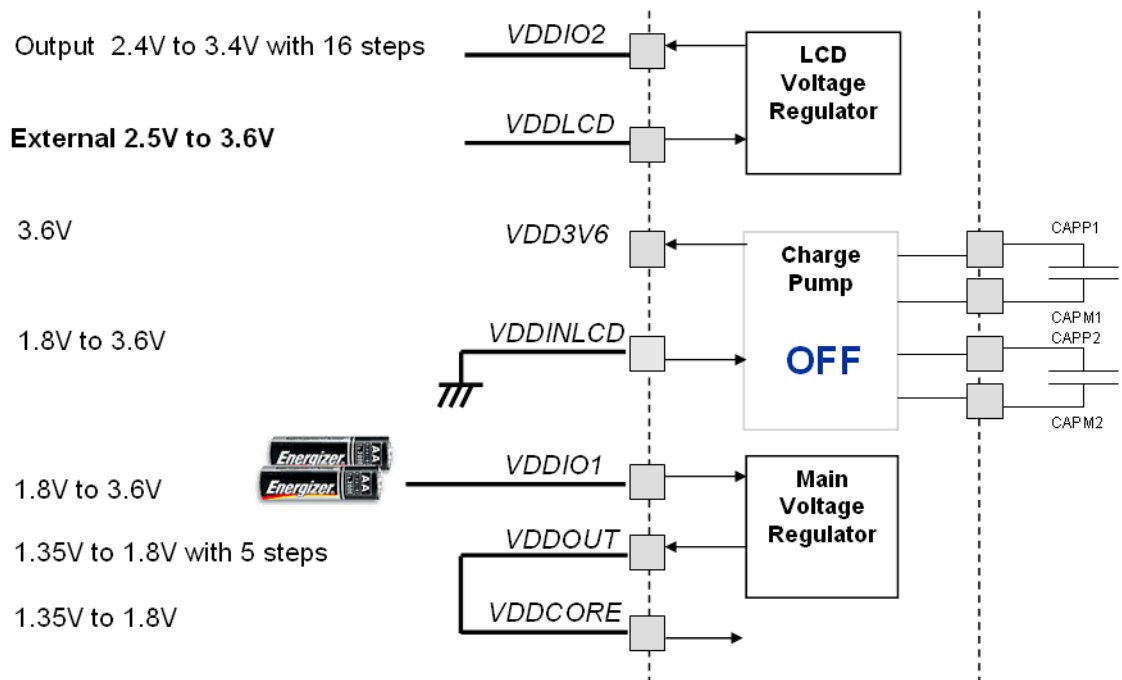 Output 2.4V to 3.4V with 16 steps
VDDIO2
LCD
Voltage
Regulator
External 2.5V to 3.6V
VDDLCD
3.6V
VDD3V6
Charge
Pump
OFF
CAPP1
CAPM1
CAPP2
CAPM2
1.8V to 3.6V
VDDINLCD
Energizer
AA
Energizer
AA
1.8V to 3.6V
VDDIO1
Main
Voltage
Regulator
1.35V to 1.8V with 5 steps
VDDOUT
1.35V to 1.8V
VDDCORE